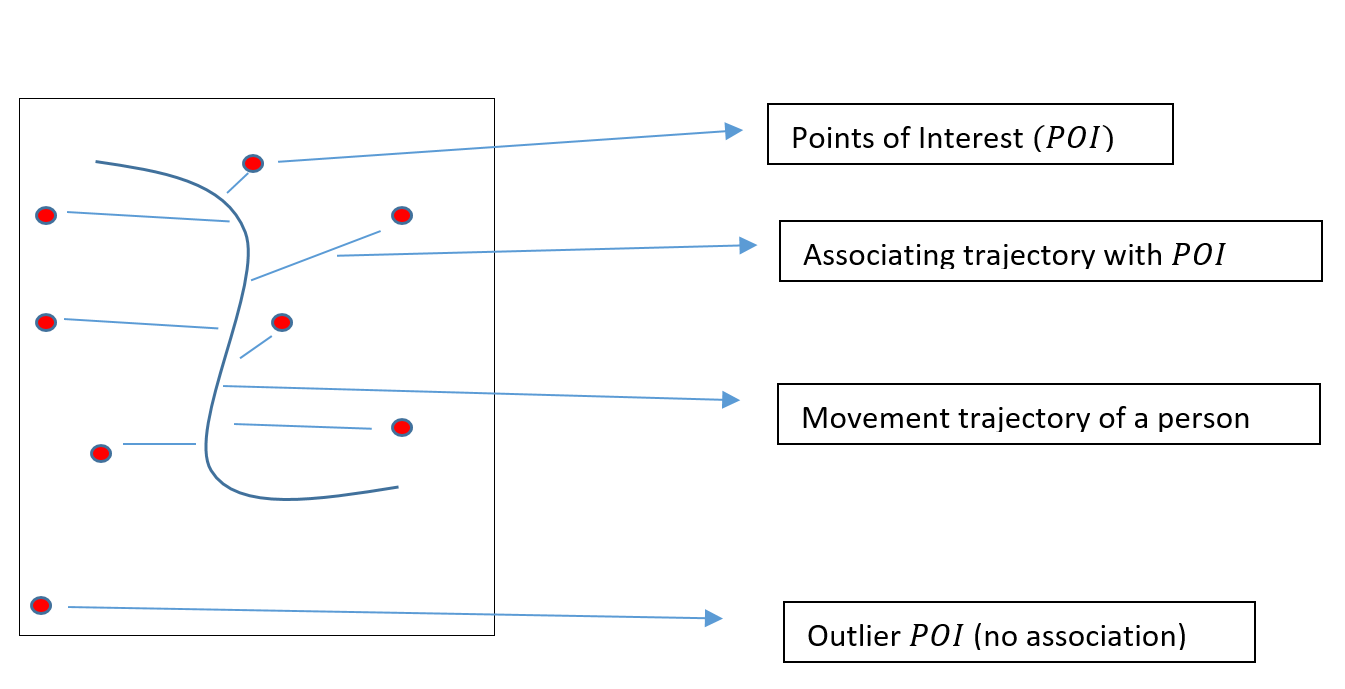 Points of Interest (POI)
Associating trajectory with POI
Movement trajectory of a person
Outlier POI (no association)